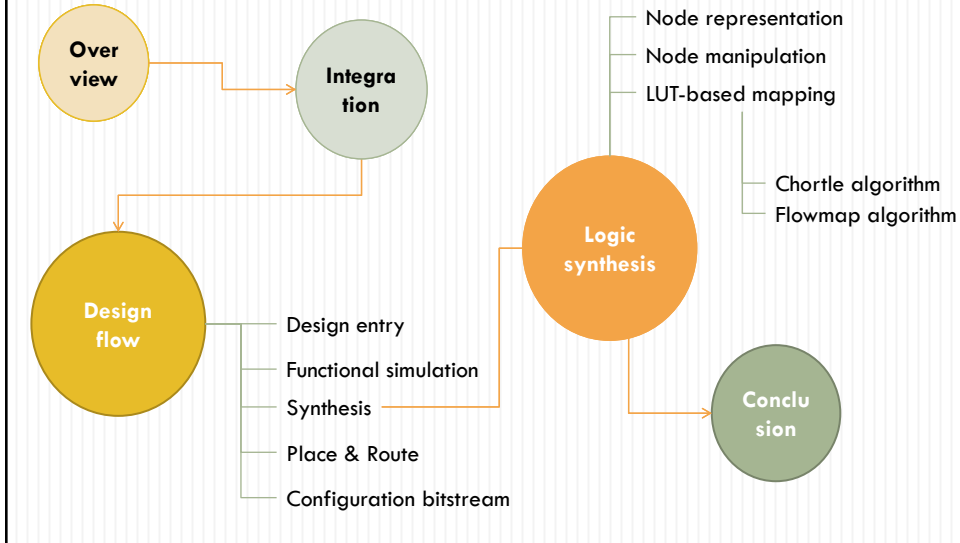 Over
view
Integra
tion
Design
flow
Design entry
Functional simulation
Synthesis
Place & Route
Configuration bitstream
Logic
synthesis
Node representation
Node manipulation
LUT-based mapping
Chortle algorithm
Flowmap algorithm
Conclu
sion